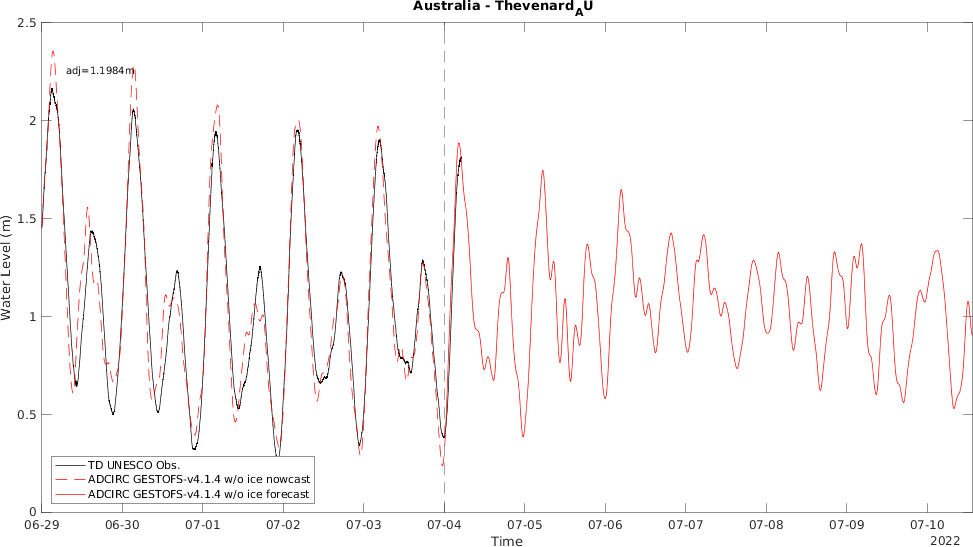 Australia - Thevenard_AU
2.5
adj=1.1984m
2
1.5
1
0.5
0
Water Level (m)
TD UNESCO Obs.
ADCIRC GESTOFS-v4.1.4 w/o ice nowcast
ADCIRC GESTOFS-v4.1.4 w/o ice forecast
06-29 06-30 07-01 07-02 07-03 07-04 07-05 07-06 07-07 07-08 07-09 07-10
Time
2022